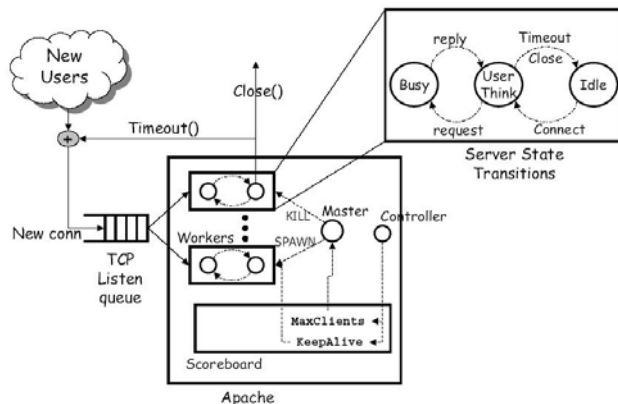 New
Users
Close()
Timeout()
reply
Timeout
Close
Busy
User
Think
Idle
request
Connect
Server State
Transitions
New conn
TCP
Listen
queue
Workers
KILL
SPAWN
Master
Controller
MaxClients
KeepAlive
Scoreboard
Apache